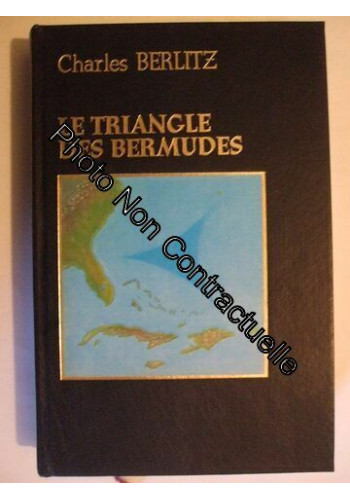 Charles BERLITZ
LE TRIANGLE
DES BERMUDES
Photo Non Contractuelle